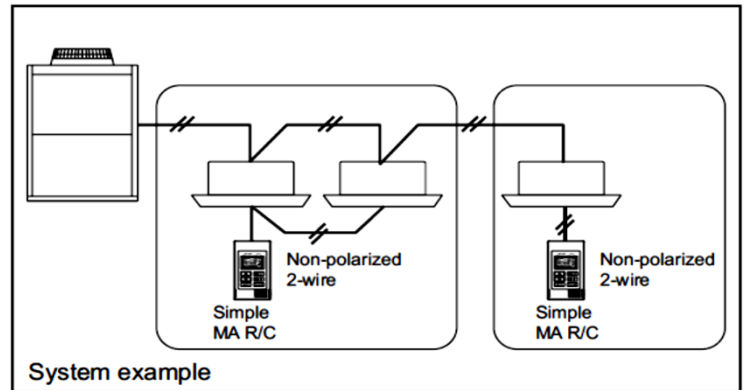 Non-polarized
2-wire
Simple
MA R/C
Non-polarized
2-wire
Simple
MA R/C
System example